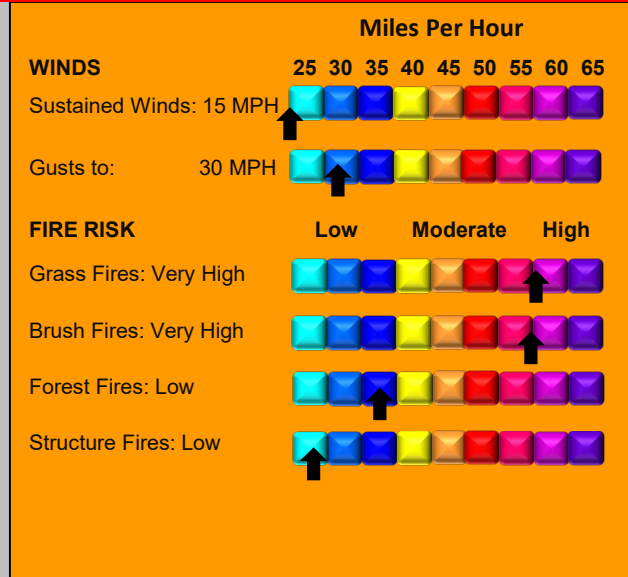 Miles Per Hour
WINDS 25 30 35 40 45 50 55 60 65
Sustained Winds: 15 MPH
Gusts to: 30 MPH
FIRE RISK Low Moderate High
Grass Fires: Very High
Brush Fires: Very High
Forest Fires: Low
Structure Fires: Low